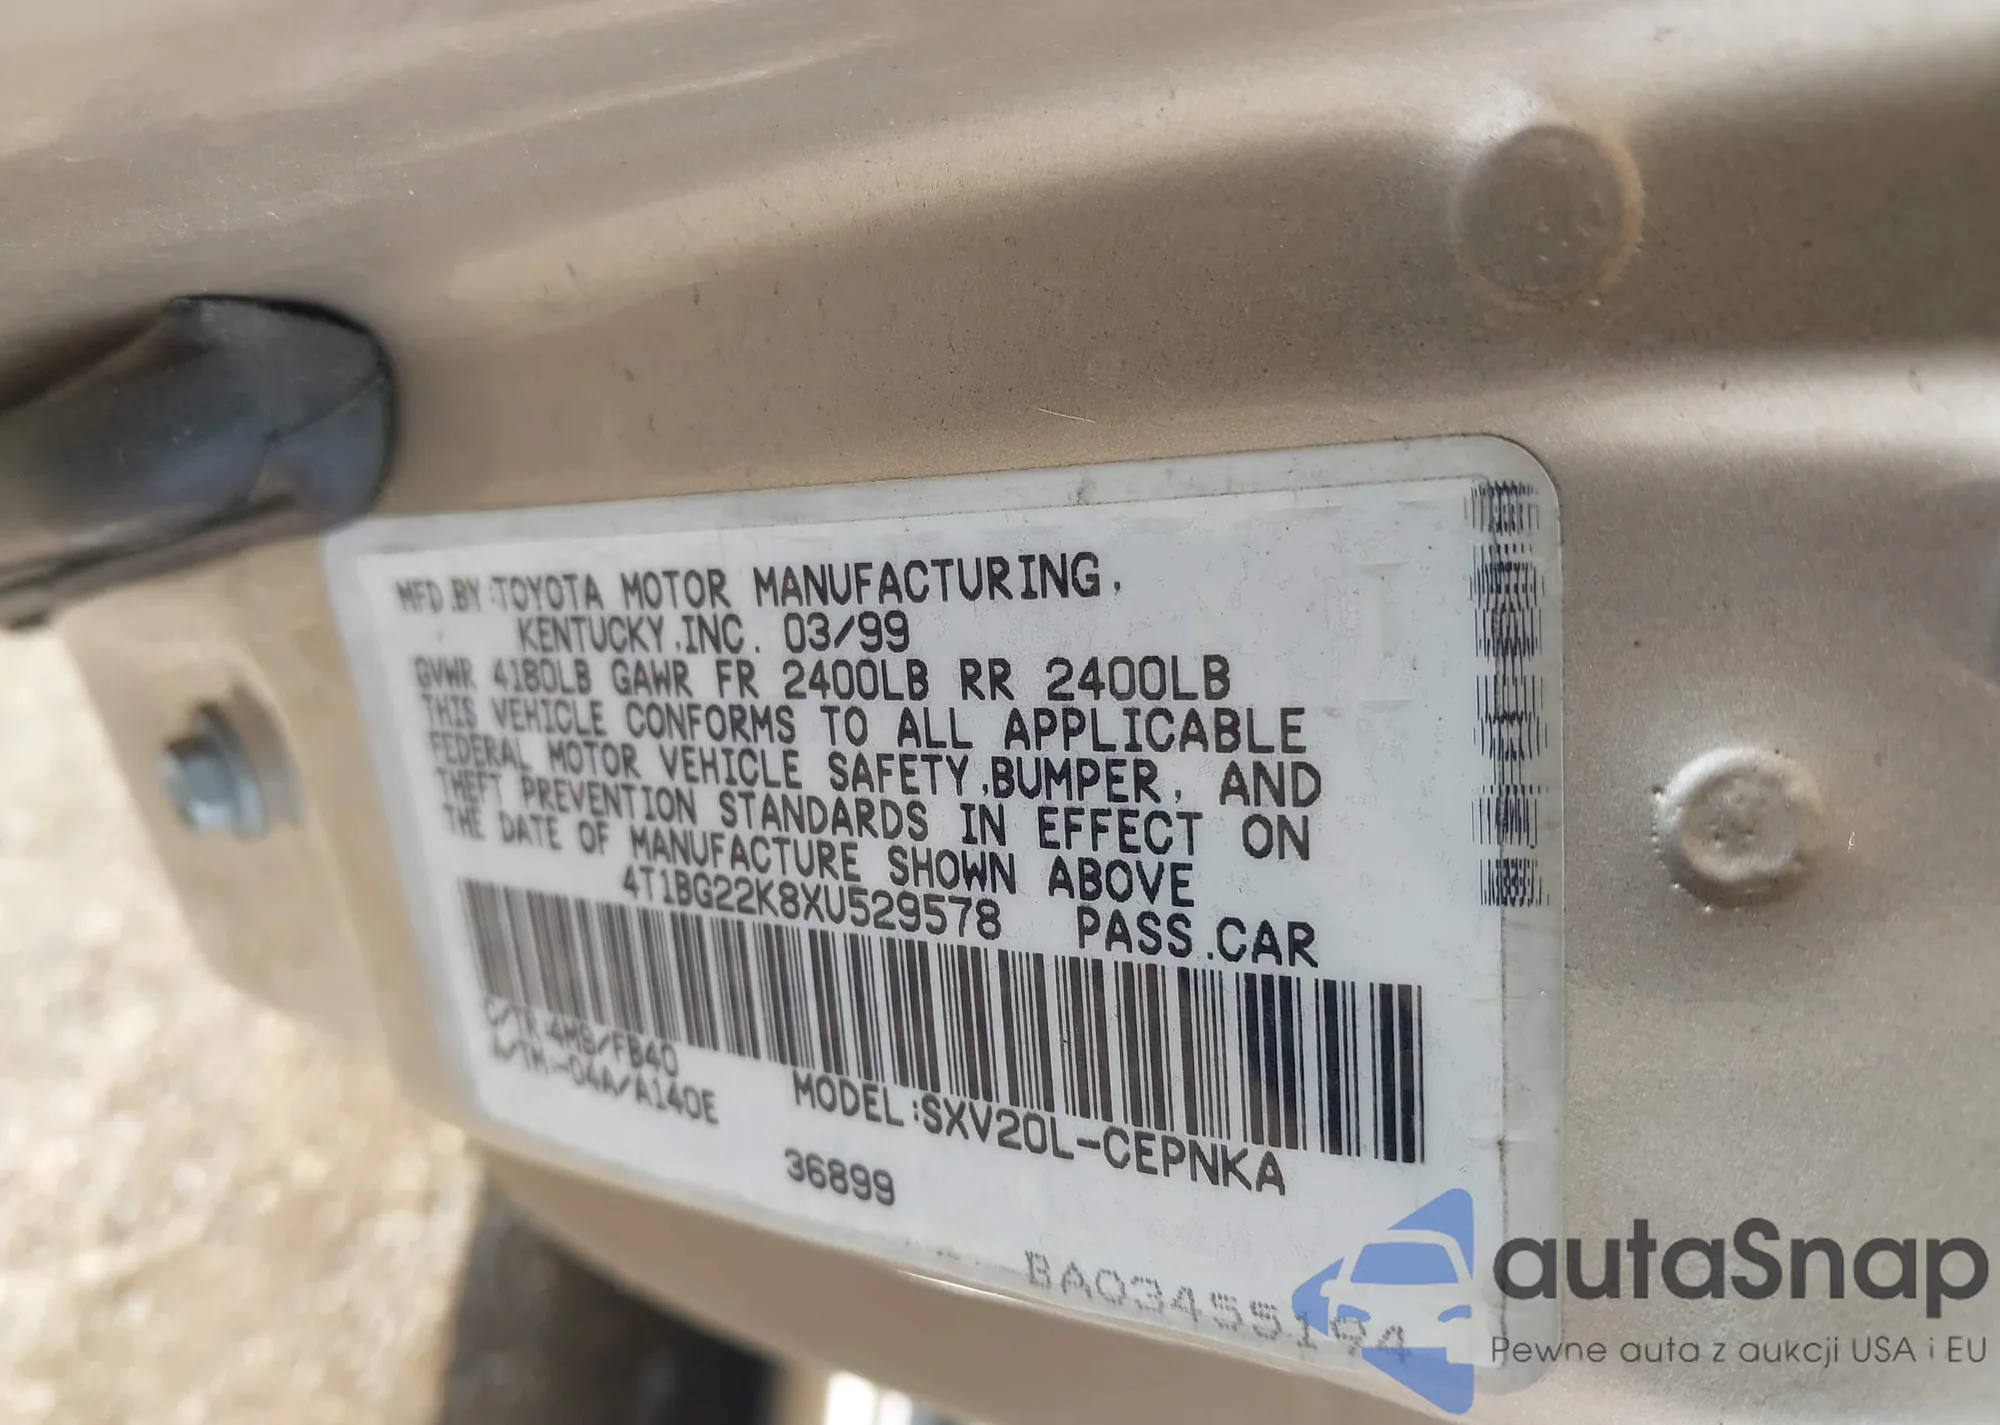 MFD.BY:TOYOTA MOTOR MANUFACTURING,
KENTUCKY,INC. 03/99
GVWR 4180LB GAWR FR 2400LB RR 2400LB
THIS VEHICLE CONFORMS TO ALL APPLICABLE
FEDERAL MOTOR VEHICLE SAFETY,BUMPER, AND
THEFT PREVENTION STANDARDS IN EFFECT ON
THE DATE OF MANUFACTURE SHOWN ABOVE
4T1BG22K8XU529578 PASS.CAR
C/TR:4M9/FB40
A/TM:-04A/A140E
MODEL:SXV20L-CEPNKA
36899
BA03455194
autaSnap
Pewne auta z aukcji USA i EU